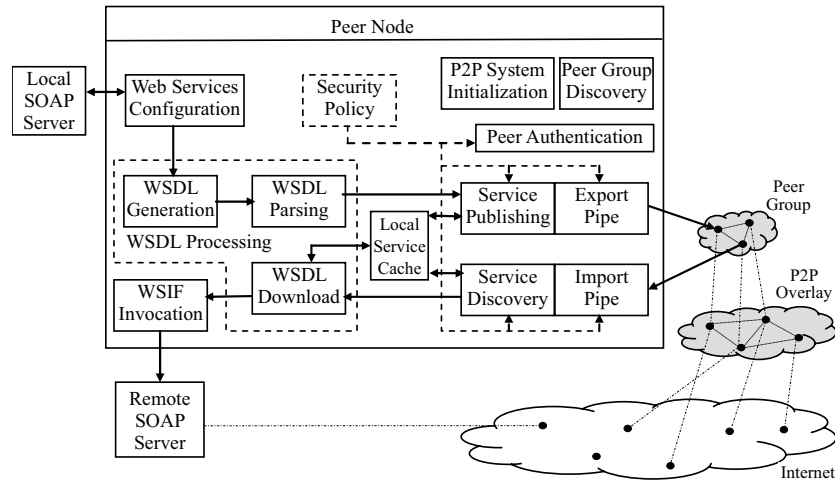 Peer Node
Local
SOAP
Server
Web Services
Configuration
Security
Policy
P2P System
Initialization
Peer Group
Discovery
Peer Authentication
WSDL
Generation
WSDL
Parsing
Service
Publishing
Export
Pipe
Peer
Group
WSDL Processing
Local
Service
Cache
WSIF
Invocation
WSDL
Download
Service
Discovery
Import
Pipe
P2P
Overlay
Remote
SOAP
Server
Internet